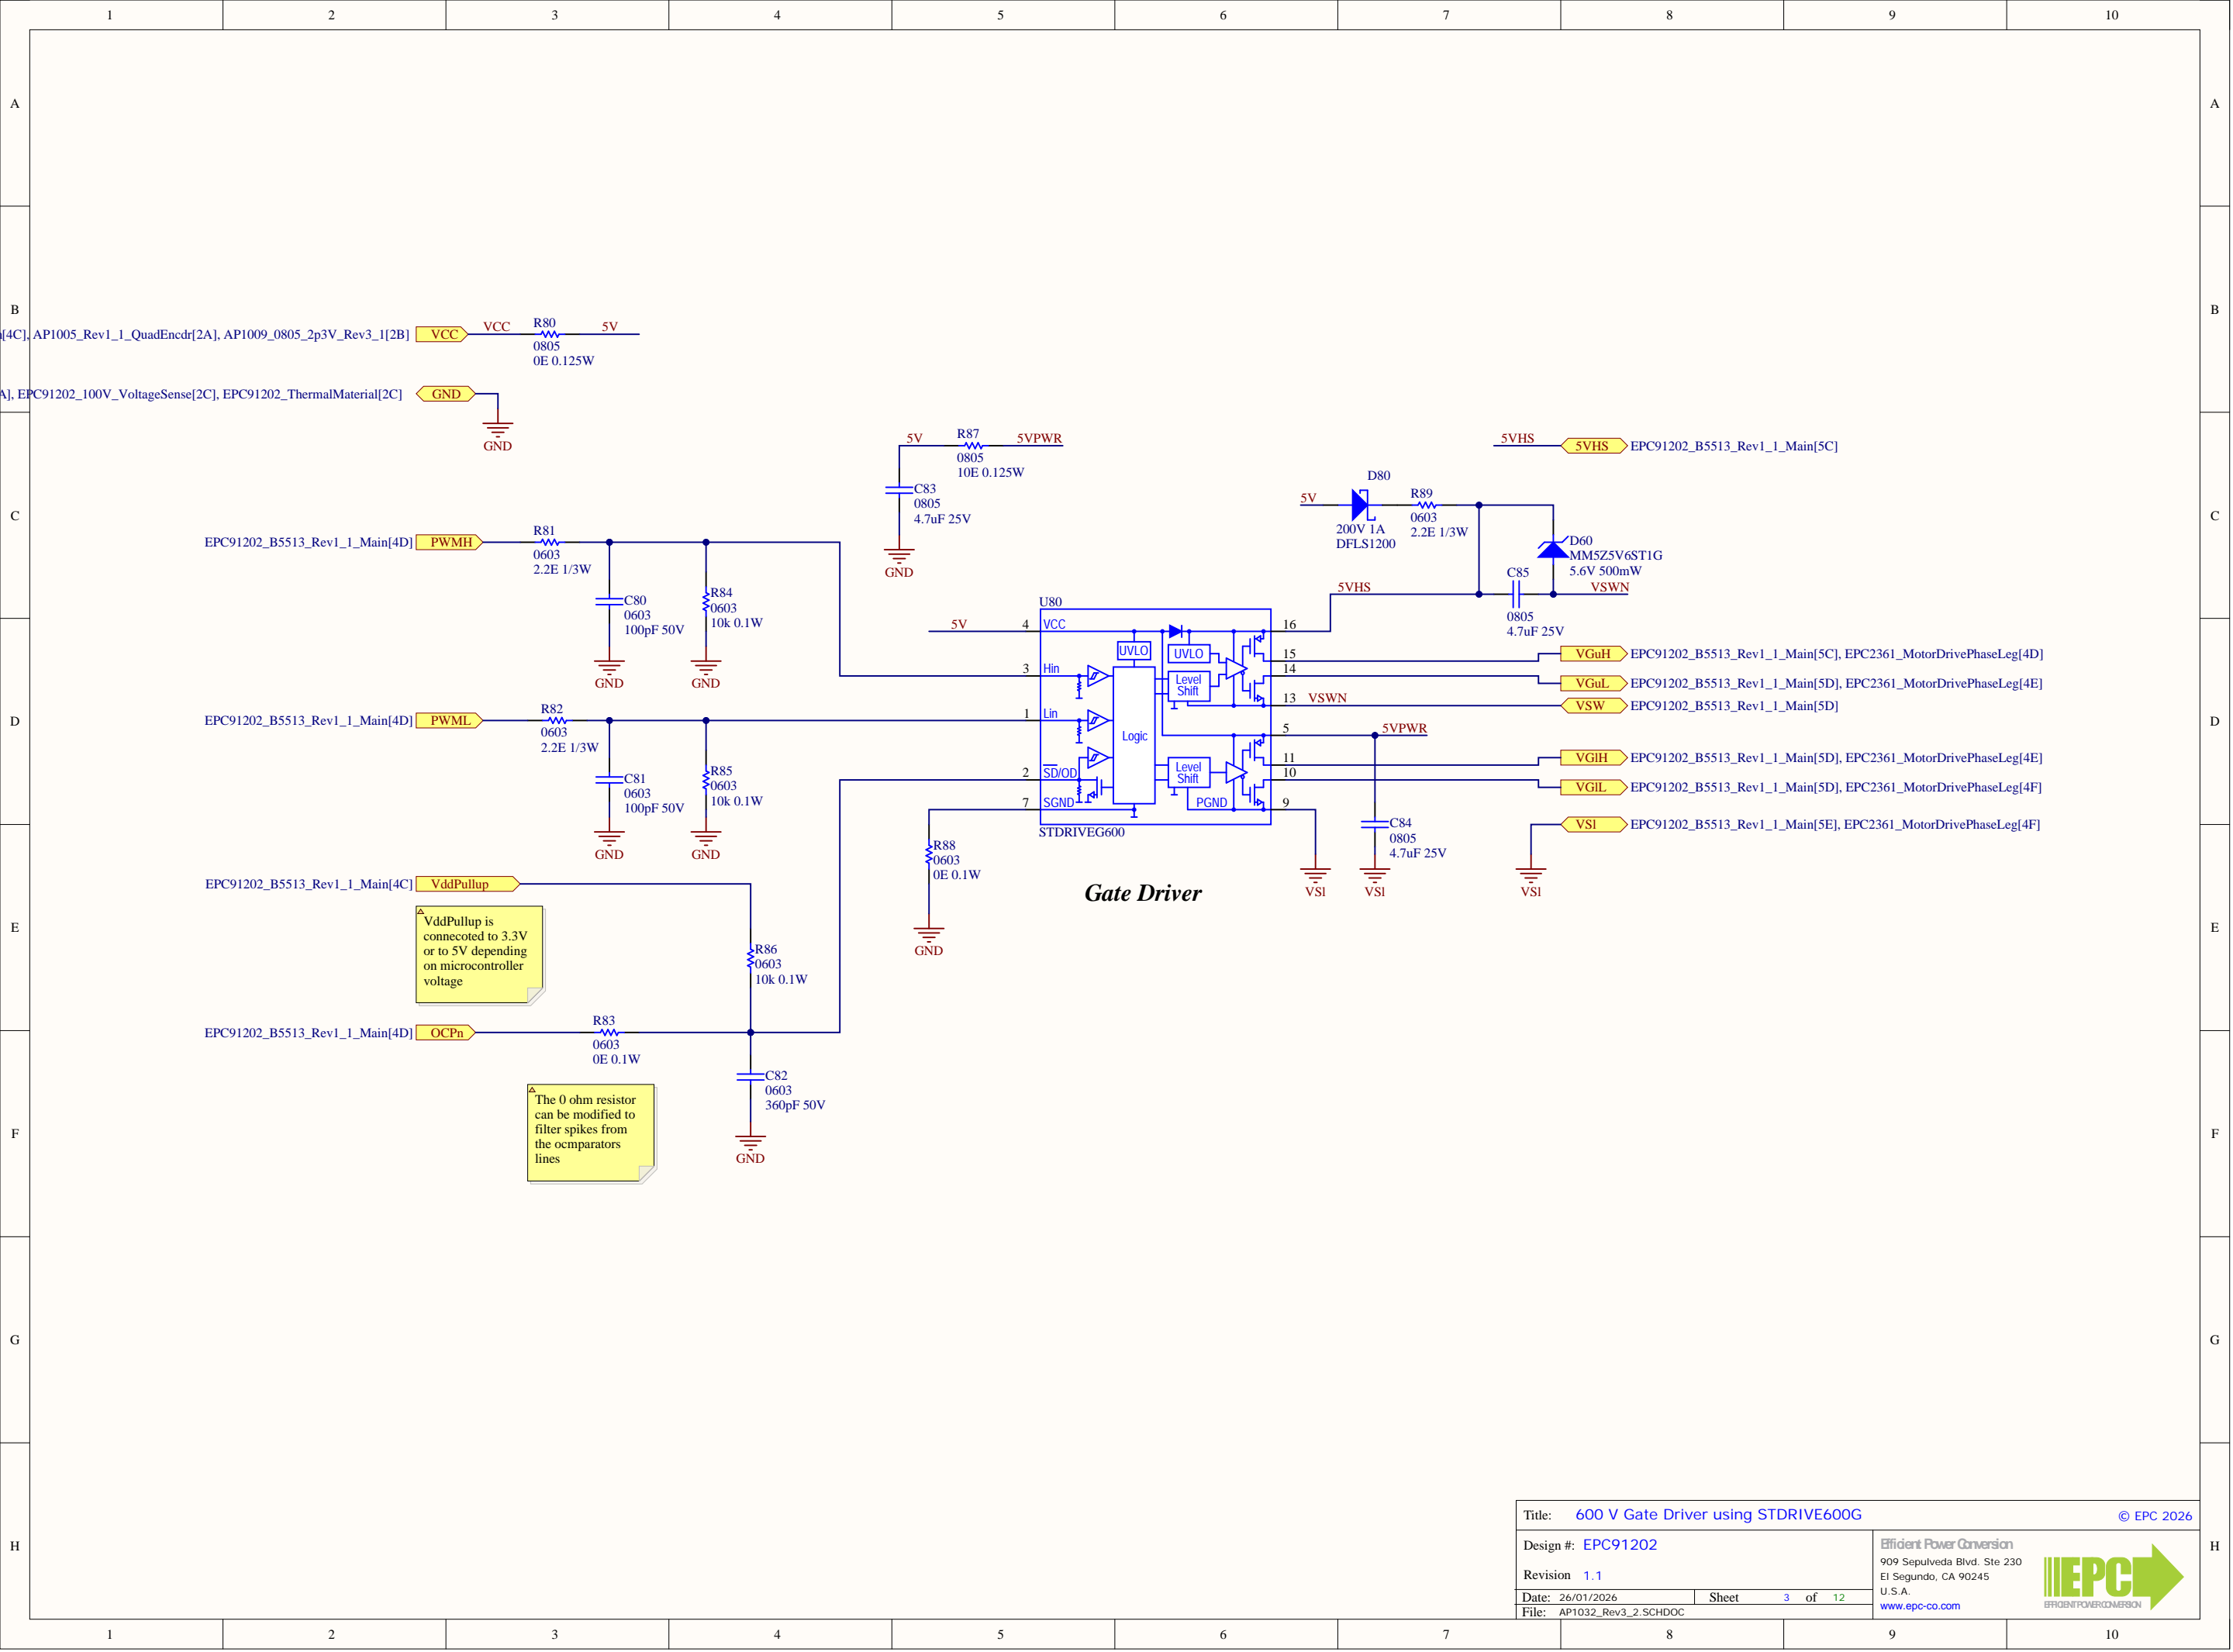 1 2 3 4 5 6 7 8 9 10
A A
B B
[4C], AP1005_Rev1_1_QuadEncdr[2A], AP1009_0805_2p3V_Rev3_1[2B] VCC VCC 5V
R80
0805
0E 0.125W
A], EPC91202_100V_VoltageSense[2C], EPC91202_ThermalMaterial[2C] GND
GND
5V 5VPWR
R87
0805
10E 0.125W
C83
0805
4.7uF 25V
GND
5VHS 5VHS EPC91202_B5513_Rev1_1_Main[5C]
C C
5V
D80
200V 1A
DFLS1200
R89
0603
2.2E 1/3W
D60
MM5Z5V6ST1G
5.6V 500mW
5VHS
C85
0805
4.7uF 25V
VSWN
EPC91202_B5513_Rev1_1_Main[4D] PWMH
R81
0603
2.2E 1/3W
C80
0603
100pF 50V
GND
R84
0603
10k 0.1W
GND
D D
EPC91202_B5513_Rev1_1_Main[4D] PWML
R82
0603
2.2E 1/3W
C81
0603
100pF 50V
GND
R85
0603
10k 0.1W
GND
U80
5V 4 VCC
3 Hin
1 Lin
2 SD/OD
7 SGND
UVLO
UVLO
Level
Shift
Logic
Level
Shift
PGND
16
15
14
13 VSWN
5 5VPWR
11
10
9
STDRIVEG600
VGuH EPC91202_B5513_Rev1_1_Main[5C], EPC2361_MotorDrivePhaseLeg[4D]
VGuL EPC91202_B5513_Rev1_1_Main[5D], EPC2361_MotorDrivePhaseLeg[4E]
VSW EPC91202_B5513_Rev1_1_Main[5D]
VGlH EPC91202_B5513_Rev1_1_Main[5D], EPC2361_MotorDrivePhaseLeg[4E]
VGlL EPC91202_B5513_Rev1_1_Main[5D], EPC2361_MotorDrivePhaseLeg[4F]
VSl EPC91202_B5513_Rev1_1_Main[5E], EPC2361_MotorDrivePhaseLeg[4F]
C84
0805
4.7uF 25V
VSl
VSl
VSl
R88
0603
0E 0.1W
GND
Gate Driver
E E
EPC91202_B5513_Rev1_1_Main[4C] VddPullup
VddPullup is
connecoted to 3.3V
or to 5V depending
on microcontroller
voltage
R86
0603
10k 0.1W
EPC91202_B5513_Rev1_1_Main[4D] OCPn
R83
0603
0E 0.1W
The 0 ohm resistor
can be modified to
filter spikes from
the ocmparators
lines
C82
0603
360pF 50V
GND
F F
G G
H H
Title: 600 V Gate Driver using STDRIVE600G © EPC 2026
Design #: EPC91202
Revision 1.1
Date: 26/01/2026 Sheet 3 of 12
File: AP1032_Rev3_2.SCHDOC
Efficient Power Conversion
909 Sepulveda Blvd. Ste 230
El Segundo, CA 90245
U.S.A.
www.epc-co.com
EPC
EFFICIENT POWER CONVERSION
1 2 3 4 5 6 7 8 9 10